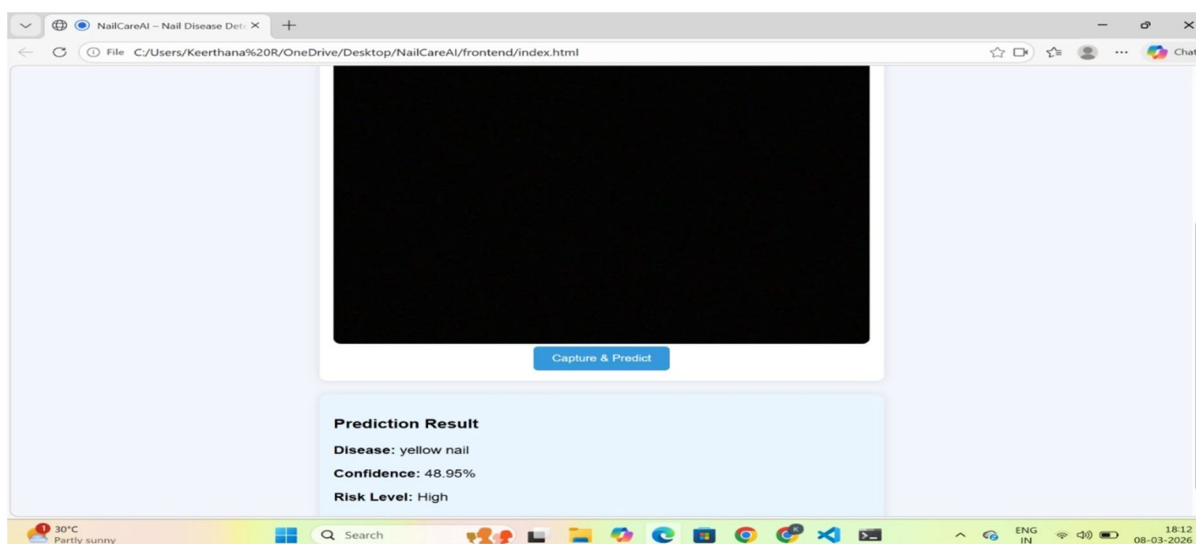 NailCareAI – Nail Disease Det
File C:/Users/Keerthana%20R/OneDrive/Desktop/NailCareAI/frontend/index.html
Chat
Capture & Predict
Prediction Result
Disease: yellow nail
Confidence: 48.95%
Risk Level: High
1
30°C
Partly sunny
Search
K
ENG
IN
18:12
08-03-2026